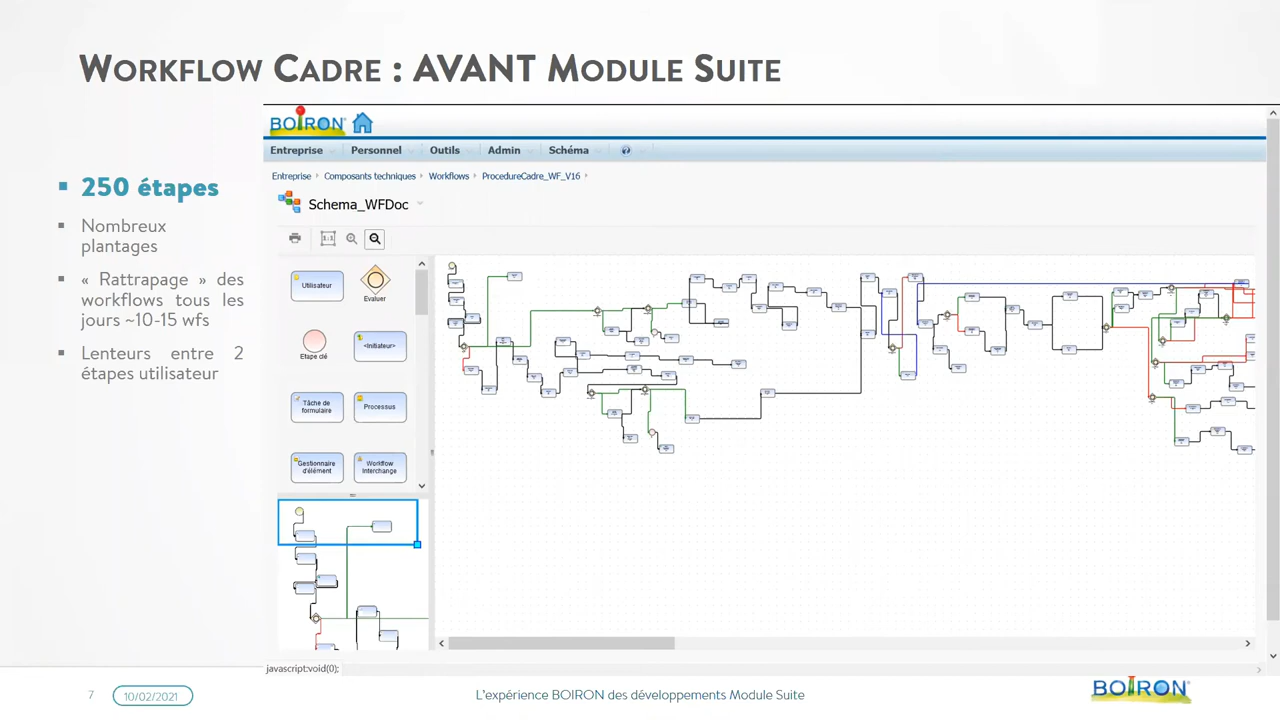 WORKFLOW CADRE : AVANT MODULE SUITE
250 étapes
Nombreux
plantages
« Rattrapage » des
workflows tous les
jours ~10-15 wfs
Lenteurs entre 2
étapes utilisateur
BOIRON
Entreprise Personnel Outils Admin Schéma
Entreprise Composants techniques Workflows ProcedureCadre_WF_V16
Schema_WFDoc
1:1
Utilisateur
Evaluer
Etape clé
<Initiateur>
Tâche de
formulaire
Processus
Gestionnaire
d'élément
Workflow
Interchange
javascript:void(0);
7
10/02/2021
L'expérience BOIRON des développements Module Suite
BOIRON